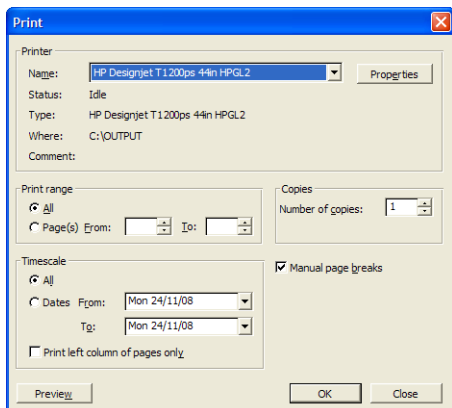 Print
Printer
Name: HP Designjet T1200ps 44in HPGL2 Properties
Status: Idle
Type: HP Designjet T1200ps 44in HPGL2
Where: C:\OUTPUT
Comment:
Print range
All
Page(s) From: To:
Copies
Number of copies: 1
Timescale
All
Dates From: Mon 24/11/08
To: Mon 24/11/08
Print left column of pages only
Manual page breaks
Preview OK Close